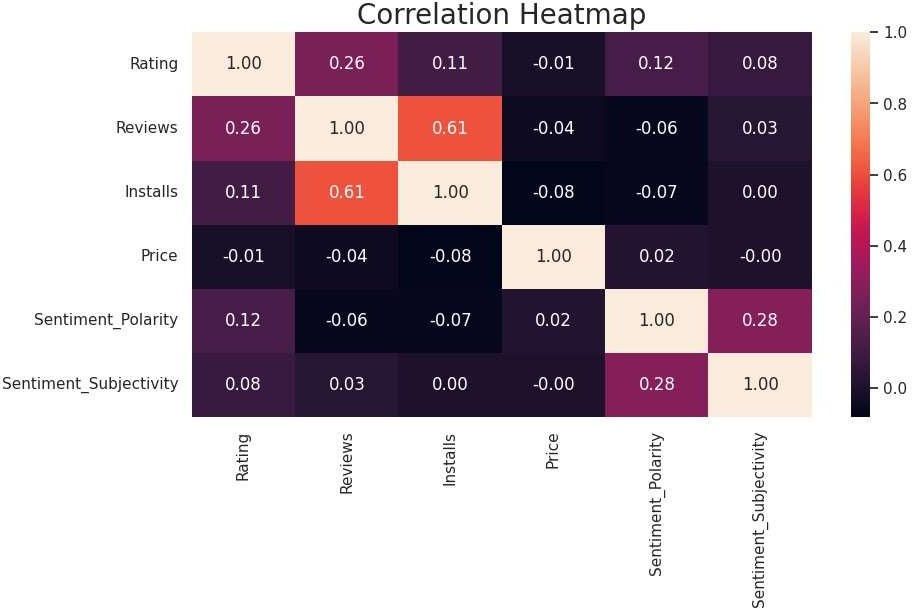 Correlation Heatmap
Rating 1.00 0.26 0.11 -0.01 0.12 0.08
Reviews 0.26 1.00 0.61 -0.04 -0.06 0.03
Installs 0.11 0.61 1.00 -0.08 -0.07 0.00
Price -0.01 -0.04 -0.08 1.00 0.02 -0.00
Sentiment_Polarity 0.12 -0.06 -0.07 0.02 1.00 0.28
Sentiment_Subjectivity 0.08 0.03 0.00 -0.00 0.28 1.00
Rating
Reviews
Installs
Price
Sentiment_Polarity
Sentiment_Subjectivity
1.0
0.8
0.6
0.4
0.2
0.0